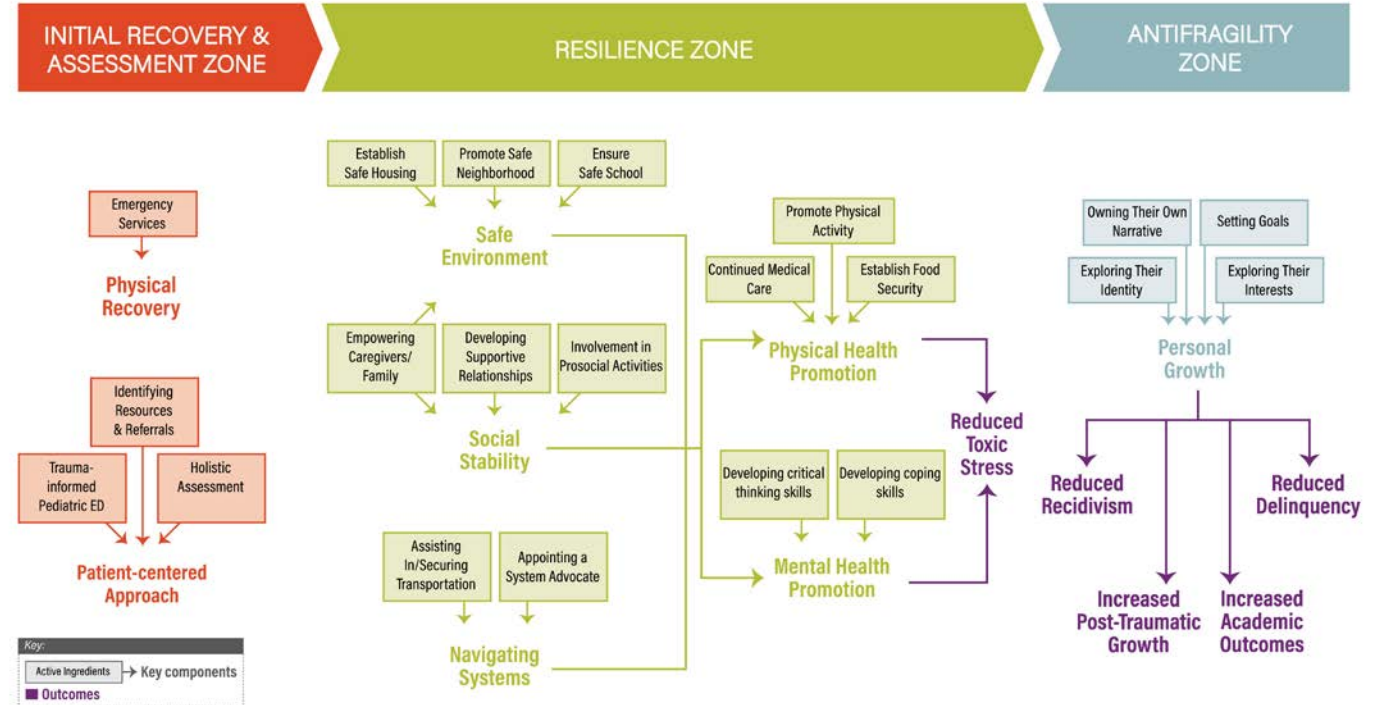 INITIAL RECOVERY &
ASSESSMENT ZONE
RESILIENCE ZONE
ANTIFRAGILITY
ZONE
Emergency
Services
Physical
Recovery
Identifying
Resources
& Referrals
Trauma-
informed
Pediatric ED
Holistic
Assessment
Patient-centered
Approach
Key:
Active Ingredients
Key components
Outcomes
Establish
Safe Housing
Promote Safe
Neighborhood
Ensure
Safe School
Safe
Environment
Empowering
Caregivers/
Family
Developing
Supportive
Relationships
Involvement in
Prosocial Activities
Social
Stability
Assisting
In/Securing
Transportation
Appointing a
System Advocate
Navigating
Systems
Promote Physical
Activity
Continued Medical
Care
Establish Food
Security
Physical Health
Promotion
Developing critical
thinking skills
Developing coping
skills
Mental Health
Promotion
Reduced
Toxic
Stress
Owning Their Own
Narrative
Setting Goals
Exploring Their
Identity
Exploring Their
Interests
Personal
Growth
Reduced
Recidivism
Reduced
Delinquency
Increased
Post-Traumatic
Growth
Increased
Academic
Outcomes